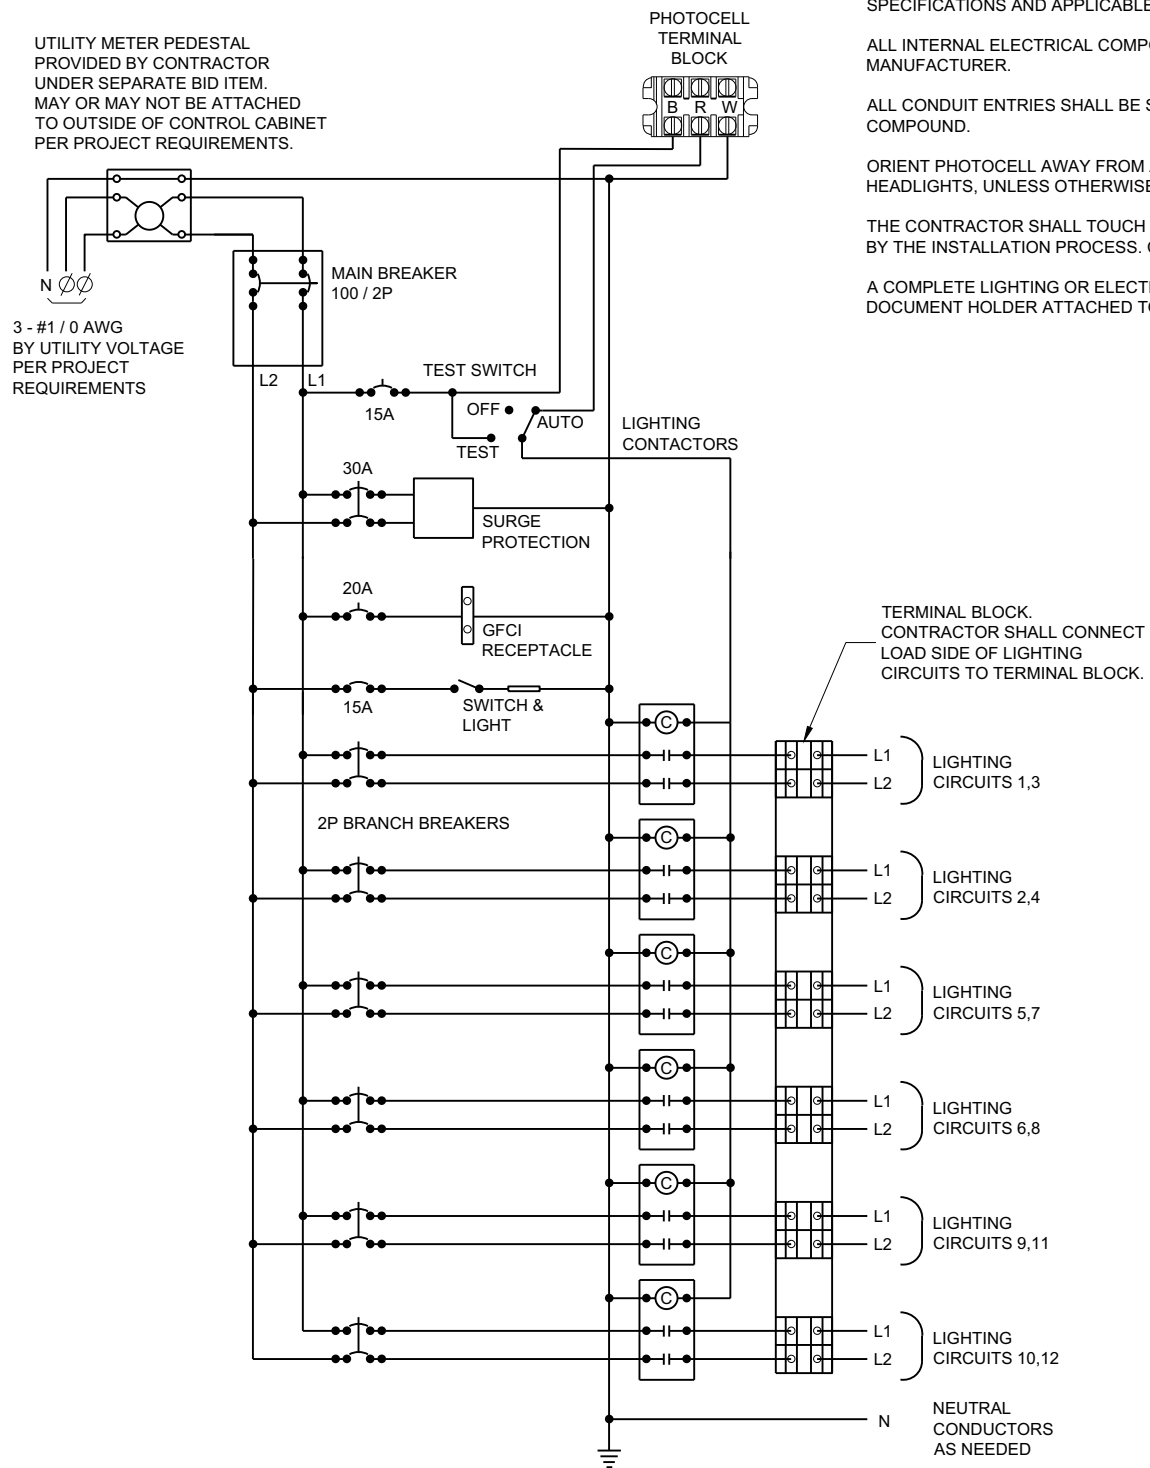 SPECIFICATIONS AND APPLICABLE
ALL INTERNAL ELECTRICAL
MANUFACTURER.
ALL CONDUIT ENTRIES SHALL BE
COMPOUND.
ORIENT PHOTOCELL AWAY FROM
HEADLIGHTS, UNLESS OTHERWISE
THE CONTRACTOR SHALL TOUCH
BY THE INSTALLATION PROCESS.
A COMPLETE LIGHTING OR
DOCUMENT HOLDER ATTACHED
PHOTOCELL
TERMINAL
BLOCK
B R W
UTILITY METER PEDESTAL
PROVIDED BY CONTRACTOR
UNDER SEPARATE BID ITEM.
MAY OR MAY NOT BE ATTACHED
TO OUTSIDE OF CONTROL CABINET
PER PROJECT REQUIREMENTS.
N ØØ
3 - #1 / 0 AWG
BY UTILITY VOLTAGE
PER PROJECT
REQUIREMENTS
MAIN BREAKER
100 / 2P
L2 L1
15A
TEST SWITCH
OFF
AUTO
TEST
LIGHTING
CONTACTORS
30A
SURGE
PROTECTION
20A
GFCI
RECEPTACLE
15A
SWITCH &
LIGHT
TERMINAL BLOCK.
CONTRACTOR SHALL CONNECT
LOAD SIDE OF LIGHTING
CIRCUITS TO TERMINAL BLOCK.
C
L1
L2
LIGHTING
CIRCUITS 1,3
2P BRANCH BREAKERS
C
L1
L2
LIGHTING
CIRCUITS 2,4
C
L1
L2
LIGHTING
CIRCUITS 5,7
C
L1
L2
LIGHTING
CIRCUITS 6,8
C
L1
L2
LIGHTING
CIRCUITS 9,11
C
L1
L2
LIGHTING
CIRCUITS 10,12
N
NEUTRAL
CONDUCTORS
AS NEEDED